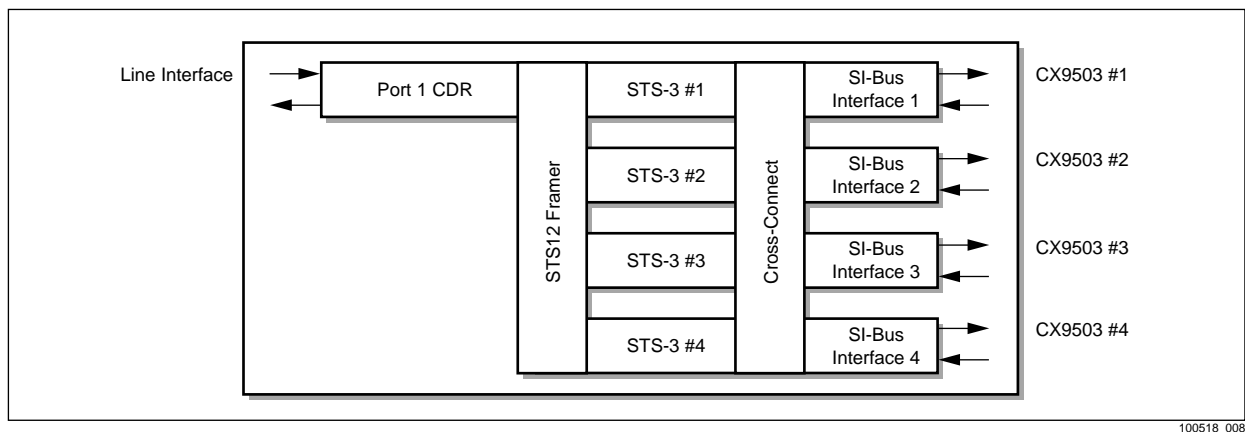 Line Interface
Port 1 CDR
STS12 Framer
STS-3 #1
STS-3 #2
STS-3 #3
STS-3 #4
Cross-Connect
SI-Bus
Interface 1
SI-Bus
Interface 2
SI-Bus
Interface 3
SI-Bus
Interface 4
CX9503 #1
CX9503 #2
CX9503 #3
CX9503 #4
100518_008